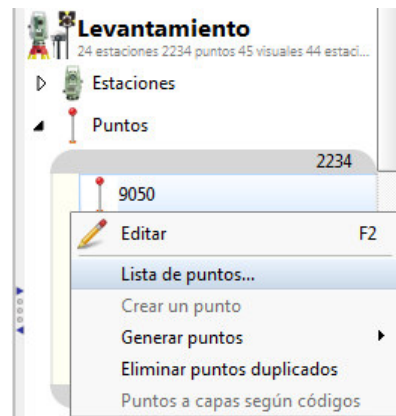 Levantamiento
24 estaciones 2234 puntos 45 visuales 44 estaci...
Estaciones
Puntos
2234
9050
Editar F2
Lista de puntos...
Crear un punto
Generar puntos
Eliminar puntos duplicados
Puntos a capas según códigos